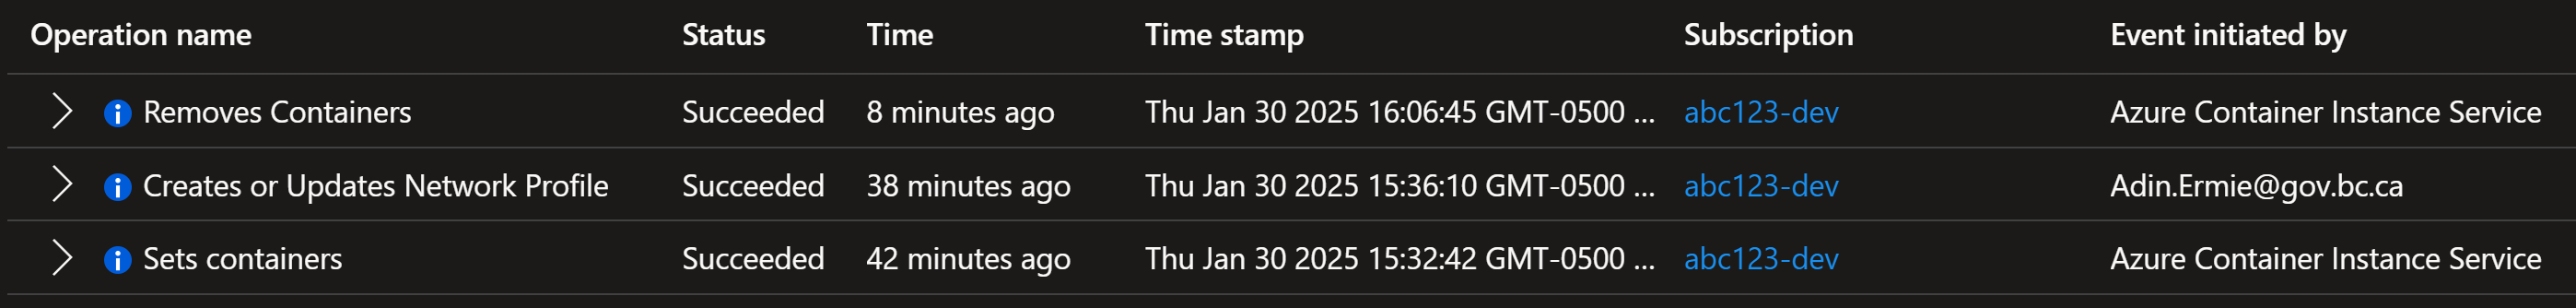 Operation name Status Time Time stamp Subscription Event initiated by
Removes Containers Succeeded 8 minutes ago Thu Jan 30 2025 16:06:45 GMT-0500 ... abc123-dev Azure Container Instance Service
Creates or Updates Network Profile Succeeded 38 minutes ago Thu Jan 30 2025 15:36:10 GMT-0500 ... abc123-dev Adin.Ermie@gov.bc.ca
Sets containers Succeeded 42 minutes ago Thu Jan 30 2025 15:32:42 GMT-0500 ... abc123-dev Azure Container Instance Service